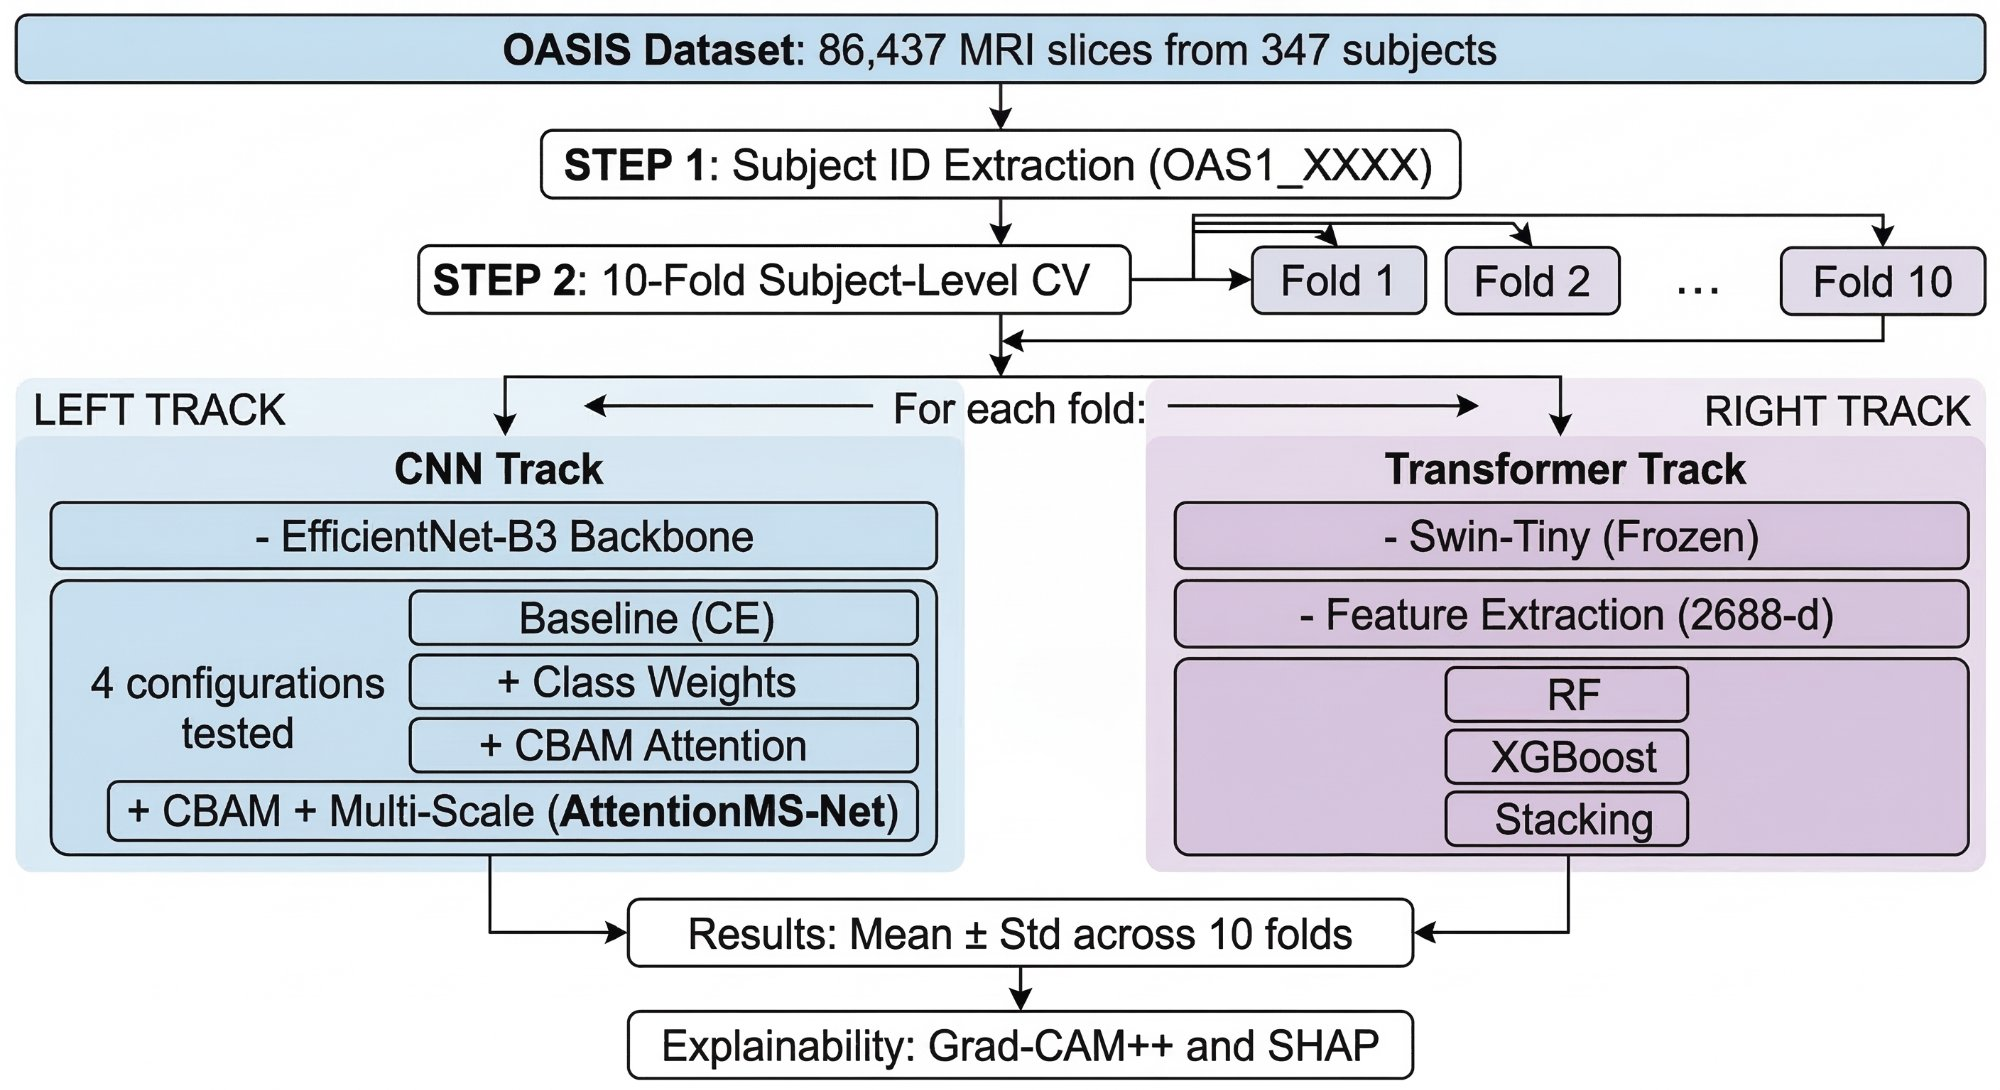 OASIS Dataset: 86,437 MRI slices from 347 subjects
STEP 1: Subject ID Extraction (OAS1_XXXX)
STEP 2: 10-Fold Subject-Level CV
Fold 1
Fold 2
...
Fold 10
LEFT TRACK
For each fold:
RIGHT TRACK
CNN Track
- EfficientNet-B3 Backbone
4 configurations
tested
Baseline (CE)
+ Class Weights
+ CBAM Attention
+ CBAM + Multi-Scale (AttentionMS-Net)
Transformer Track
- Swin-Tiny (Frozen)
- Feature Extraction (2688-d)
RF
XGBoost
Stacking
Results: Mean ± Std across 10 folds
Explainability: Grad-CAM++ and SHAP